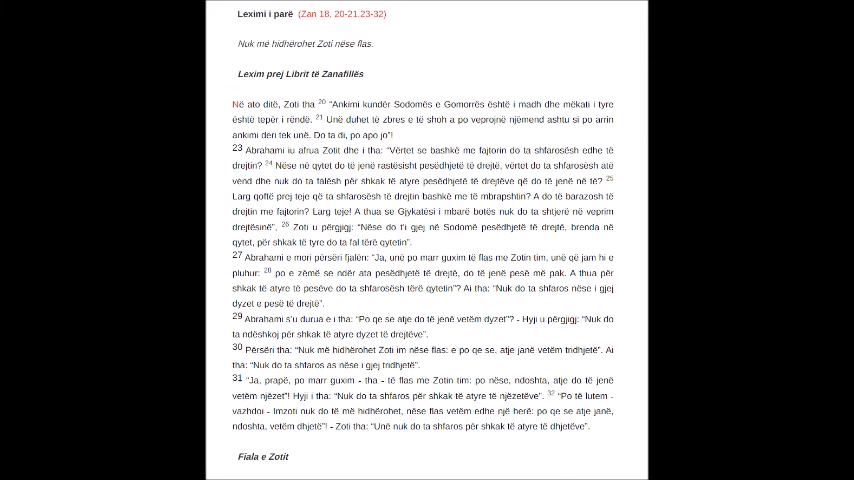 Leximi i parë (Zan 18, 20-21.23-32)
Nuk më hidhërohet Zoti nëse flas.
Lexim prej Librit të Zanafillës
Në ato ditë, Zoti tha 20 “Ankimi kundër Sodomës e Gomorrës është i madh dhe mëkati i tyre
është tepër i rëndë. 21 Unë duhet të zbres e të shoh a po veprojnë njëmend ashtu si po arrin
ankimi deri tek unë. Do ta di, po apo jo”!
23 Abrahami iu afrua Zotit dhe i tha: “Vërtet se bashkë me fajtorin do ta shfarosësh edhe të
drejtin? 24 Nëse në qytet do të jenë rastësisht pesëdhjetë të drejtë, vërtet do ta shfarosësh atë
vend dhe nuk do ta falësh për shkak të atyre pesëdhjetë të drejtëve që do të jenë në të? 25
Larg qoftë prej teje që ta shfarosësh të drejtin bashkë me të mbrapshtin? A do të barazosh të
drejtin me fajtorin? Larg teje! A thua se Gjykatësi i mbarë botës nuk do ta shtjerë në veprim
drejtësinë”, 26 Zoti u përgjigj: “Nëse do t’i gjej në Sodomë pesëdhjetë të drejtë, brenda në
qytet, për shkak të tyre do ta fal tërë qytetin”.
27 Abrahami e mori përsëri fjalën: “Ja, unë po marr guxim të flas me Zotin tim, unë që jam hi e
pluhur: 28 po e zëmë se ndër ata pesëdhjetë të drejtë, do të jenë pesë më pak. A thua për
shkak të atyre të pesëve do ta shfarosësh tërë qytetin”? Ai tha: “Nuk do ta shfaros nëse i gjej
dyzet e pesë të drejtë”.
29 Abrahami s’u durua e i tha: “Po që se atje do të jenë vetëm dyzet”? - Hyji u përgjigj: “Nuk do
ta ndëshkoj për shkak të atyre dyzet të drejtëve”.
30 Përsëri tha: “Nuk më hidhërohet Zoti im nëse flas: e po qe se, atje janë vetëm tridhjetë”. Ai
tha: “Nuk do ta shfaros as nëse i gjej tridhjetë”.
31 “Ja, prapë, po marr guxim - tha - të flas me Zotin tim: po nëse, ndoshta, atje do të jenë
vetëm njëzet”! Hyji i tha: “Nuk do ta shfaros për shkak të atyre të njëzetëve”. 32 “Po të lutem -
vazhdoi - Imzoti nuk do të më hidhërohet, nëse flas vetëm edhe një herë: po qe se atje janë,
ndoshta, vetëm dhjetë”! - Zoti tha: “Unë nuk do ta shfaros për shkak të atyre të dhjetëve”.
Fjala e Zotit